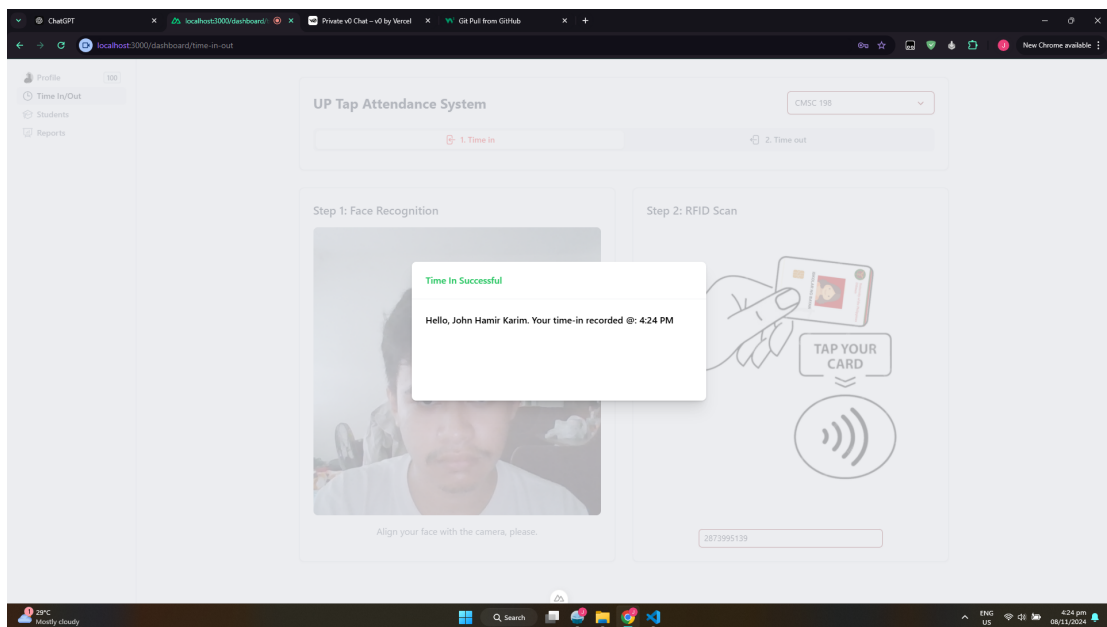 ChatGPT
localhost:3000/dashboard/
Private v0 Chat – v0 by Vercel
Git Pull from GitHub
localhost:3000/dashboard/time-in-out
New Chrome available
Profile
100
Time In/Out
Students
Reports
UP Tap Attendance System
CMSC 198
1. Time in
2. Time out
Step 1: Face Recognition
Step 2: RFID Scan
Time In Successful
Hello, John Hamir Karim. Your time-in recorded @: 4:24 PM
TAP YOUR
CARD
Align your face with the camera, please.
2873995139
1
29°C
Mostly cloudy
Search
ENG
US
4:24 pm
08/11/2024